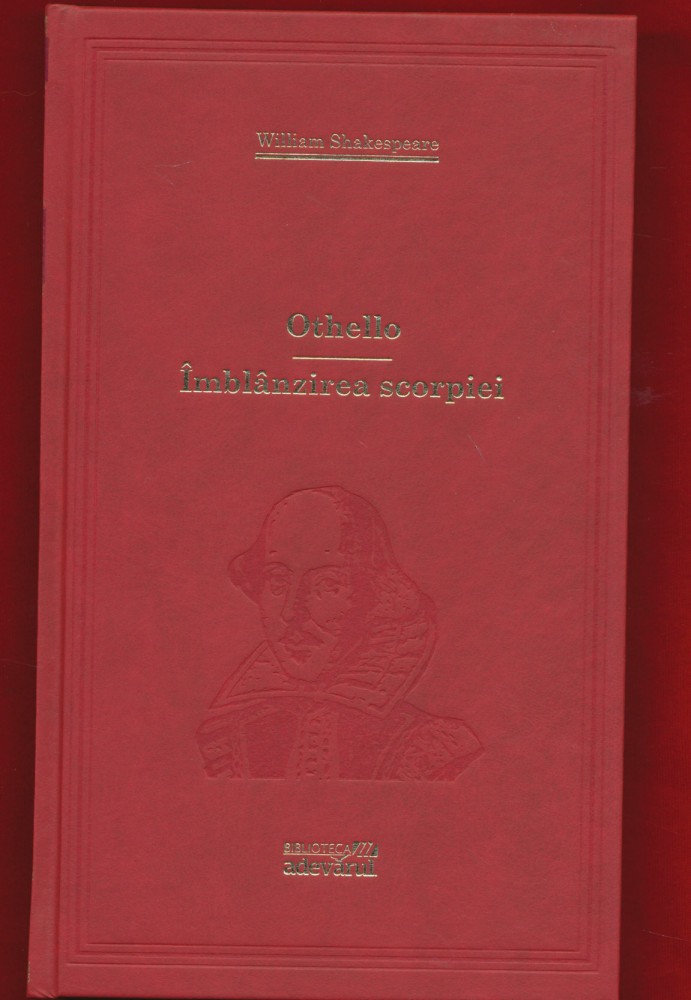 William Shakespeare
Othello
Îmblânzirea scorpiei
BIBLIOTECA
adevărul